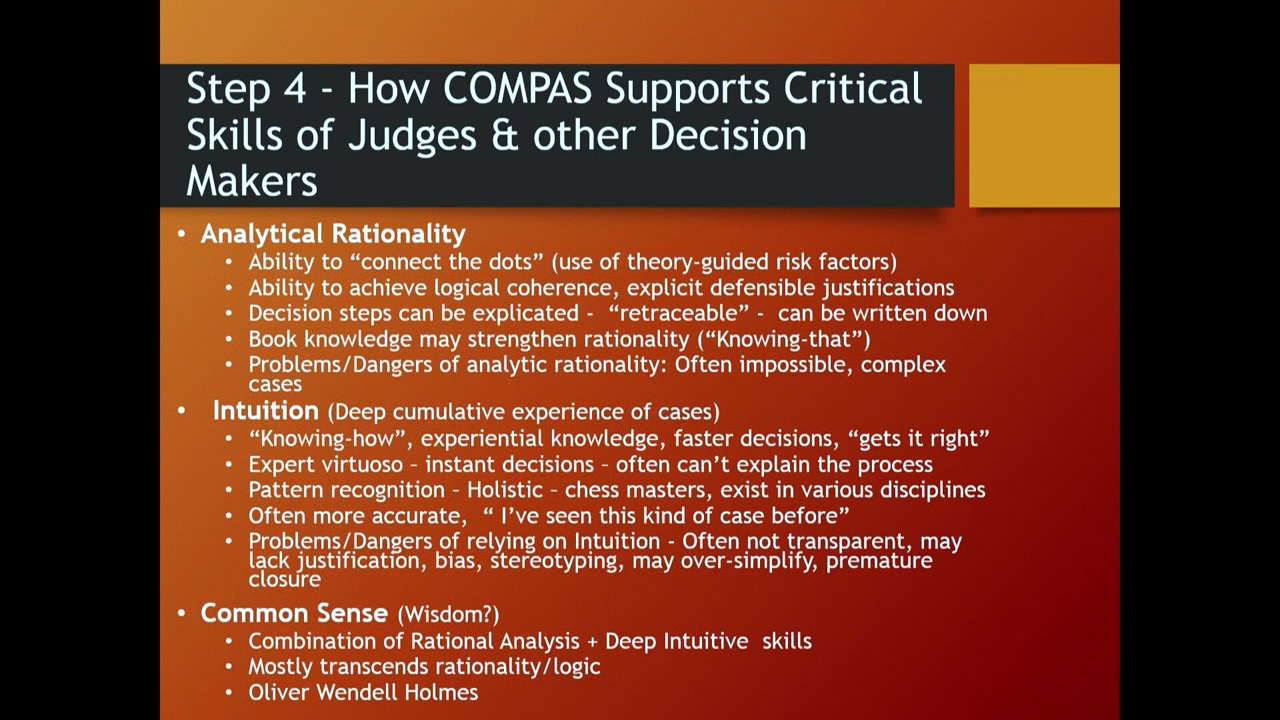 Step 4 - How COMPAS Supports Critical
Skills of Judges & other Decision
Makers
• Analytical Rationality
• Ability to “connect the dots” (use of theory-guided risk factors)
• Ability to achieve logical coherence, explicit defensible justifications
• Decision steps can be explicated - “retraceable” - can be written down
• Book knowledge may strengthen rationality (“Knowing-that”)
• Problems/Dangers of analytic rationality: Often impossible, complex
cases
• Intuition (Deep cumulative experience of cases)
• “Knowing-how”, experiential knowledge, faster decisions, “gets it right”
• Expert virtuoso – instant decisions – often can’t explain the process
• Pattern recognition – Holistic – chess masters, exist in various disciplines
• Often more accurate, “ I’ve seen this kind of case before”
• Problems/Dangers of relying on Intuition - Often not transparent, may
lack justification, bias, stereotyping, may over-simplify, premature
closure
• Common Sense (Wisdom?)
• Combination of Rational Analysis + Deep Intuitive skills
• Mostly transcends rationality/logic
• Oliver Wendell Holmes